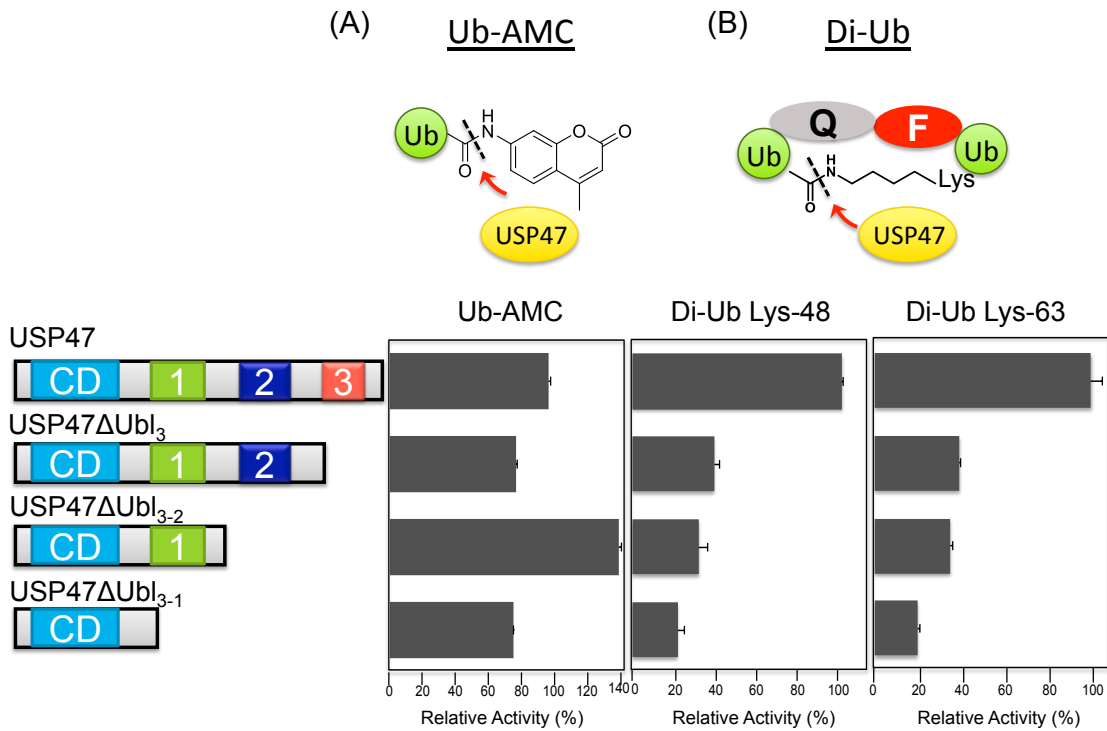 (A)
Ub-AMC
(B)
Di-Ub
Ub
H
N
O
O
O
USP47
Q
F
Ub
Ub
H
N
O
Lys
USP47
Ub-AMC
Di-Ub Lys-48
Di-Ub Lys-63
USP47
CD 1 2 3
USP47ΔUbl3
CD 1 2
USP47ΔUbl3-2
CD 1
USP47ΔUbl3-1
CD
0 20 40 60 80 100 120 140
Relative Activity (%)
0 20 40 60 80 100
Relative Activity (%)
0 20 40 60 80 100
Relative Activity (%)